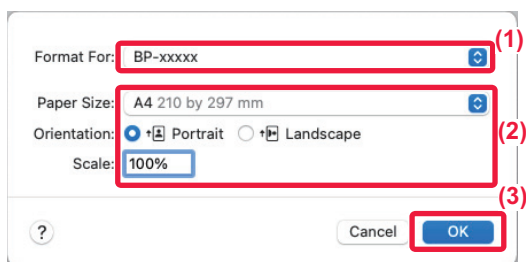 (1)
Format For: BP-xxxxx
Paper Size: A4 210 by 297 mm
Orientation: Portrait Landscape
(2)
Scale: 100%
(3)
? Cancel OK